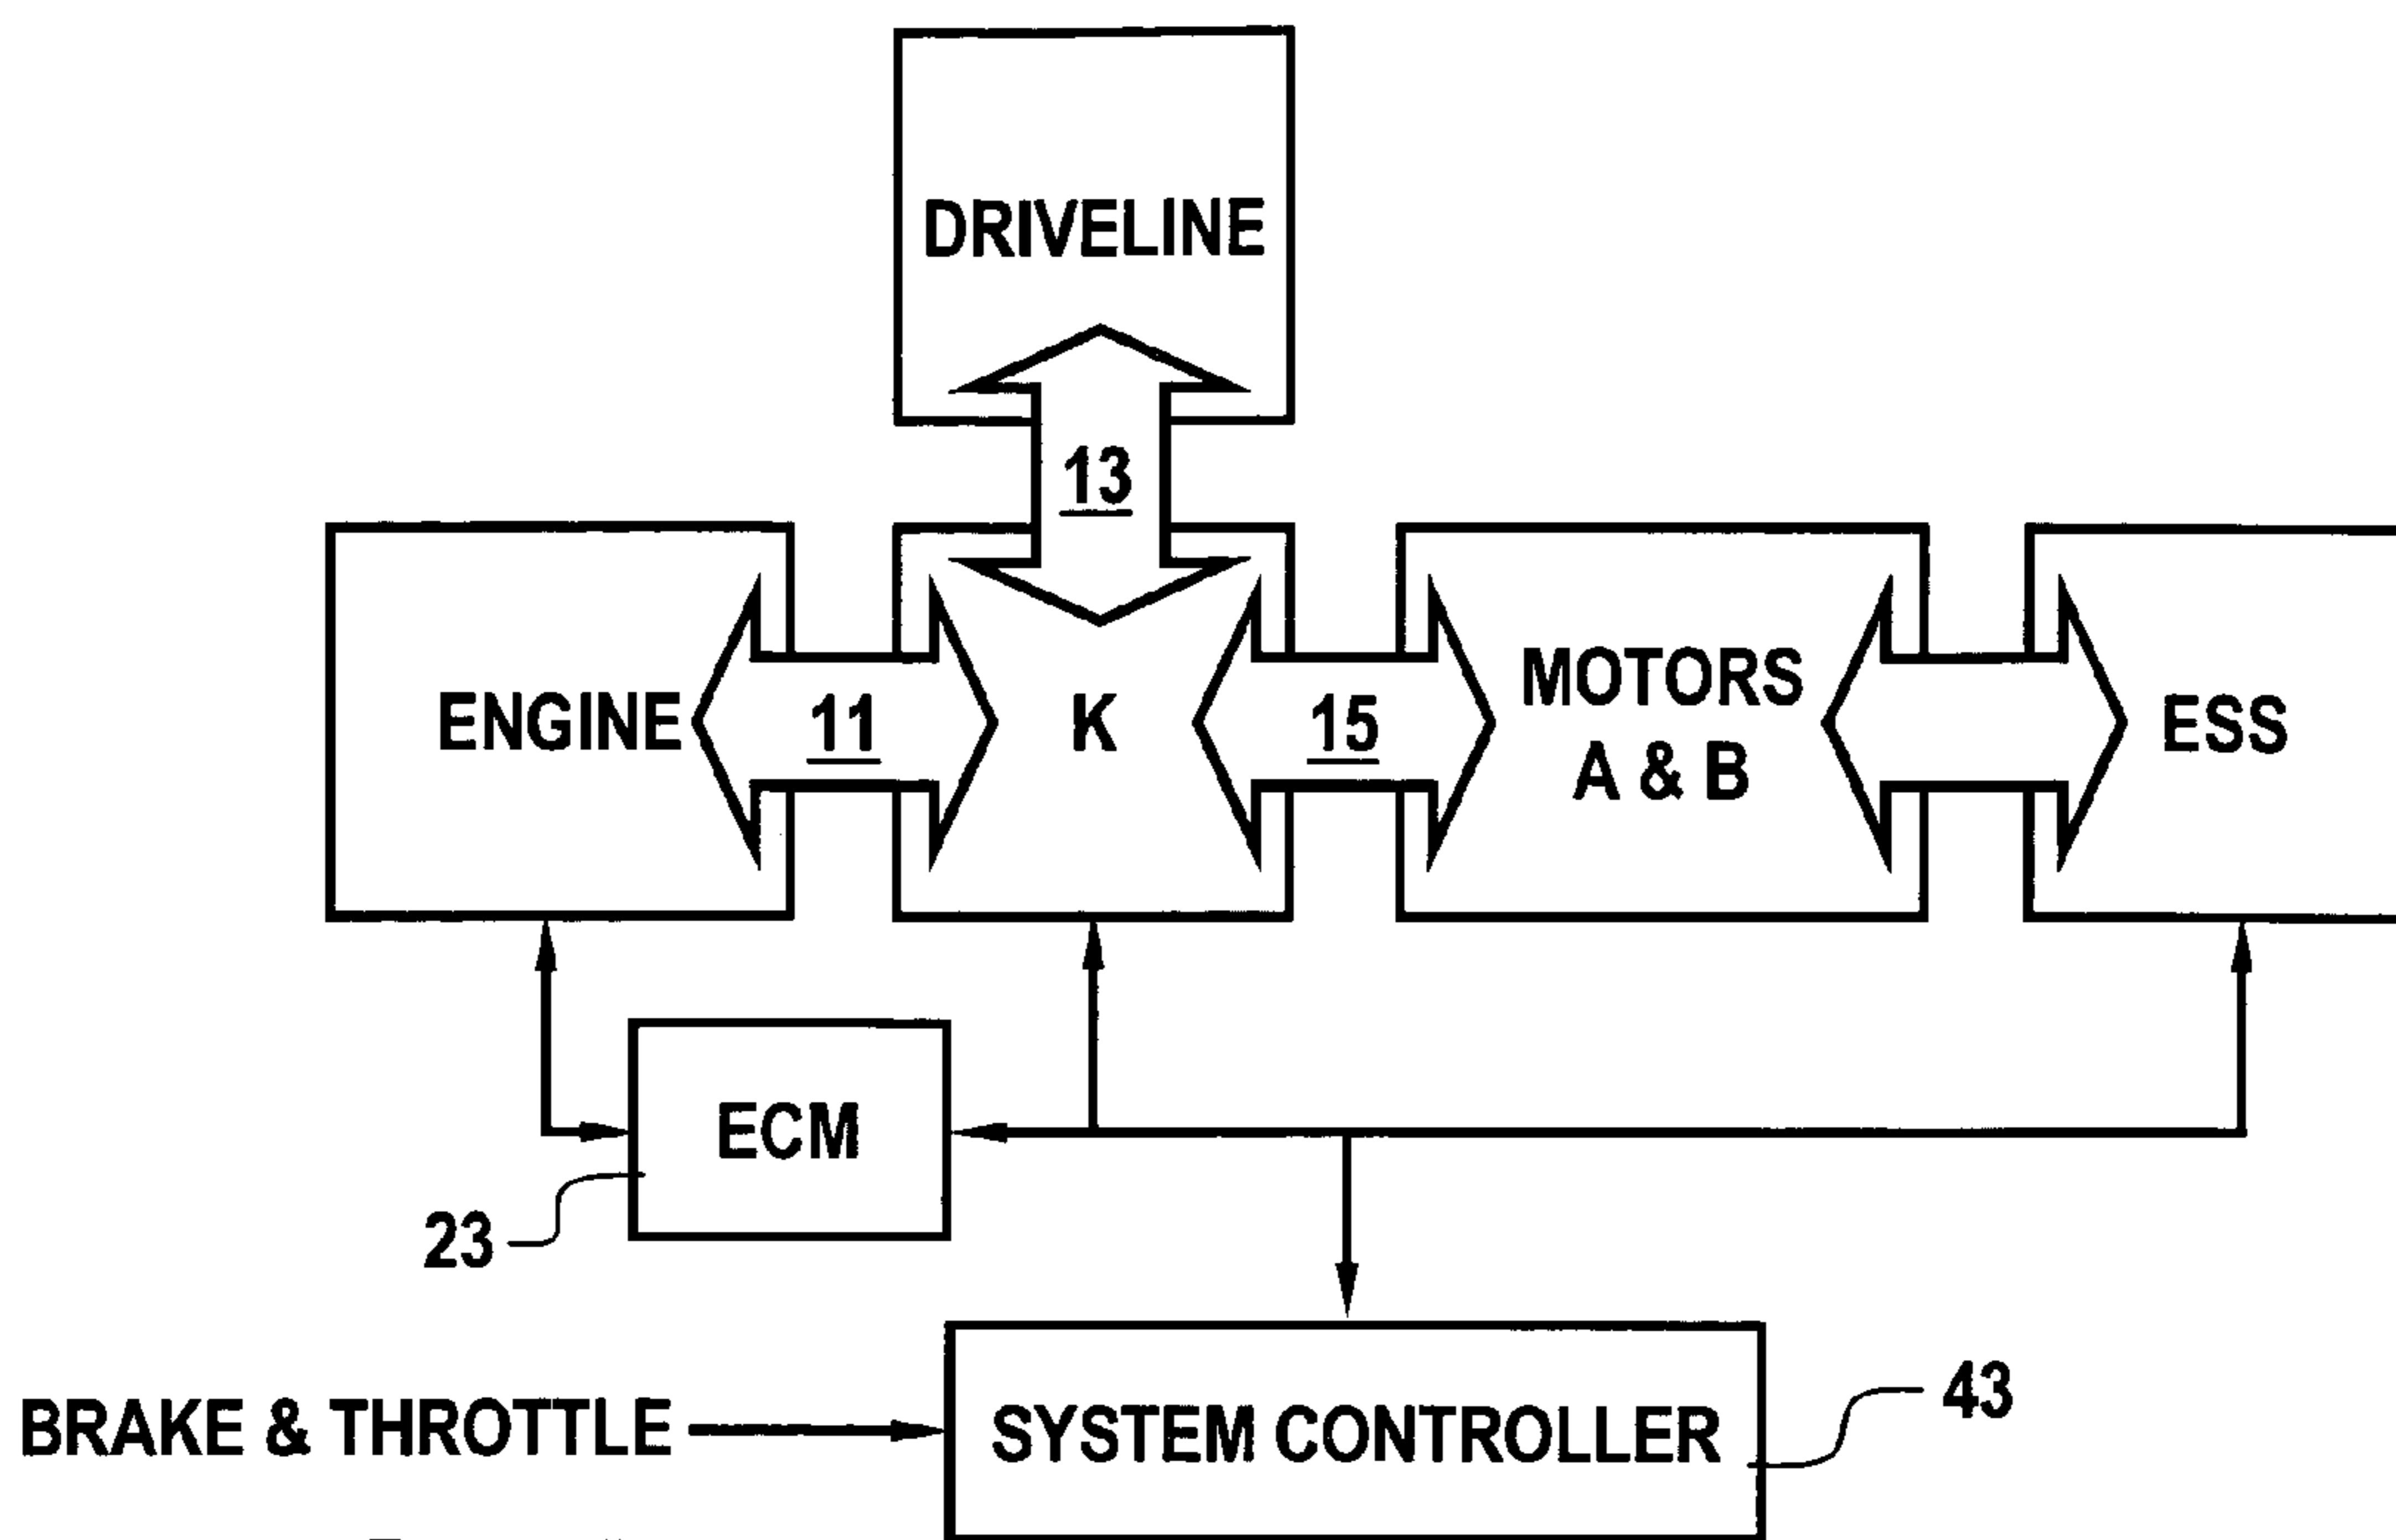 DRIVELINE
13
ENGINE
11
K
15
MOTORS
A & B
ESS
ECM
23
BRAKE & THROTTLE
SYSTEM CONTROLLER
43